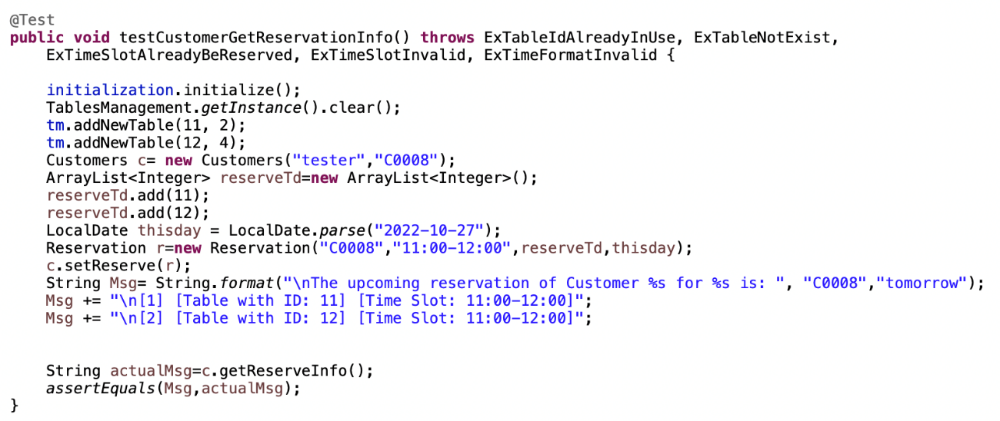 @Test
public void testCustomerGetReservationInfo() throws ExTableIdAlreadyInUse, ExTableNotExist,
    ExTimeSlotAlreadyBeReserved, ExTimeSlotInvalid, ExTimeFormatInvalid {

    initialization.initialize();
    TablesManagement.getInstance().clear();
    tm.addNewTable(11, 2);
    tm.addNewTable(12, 4);
    Customers c= new Customers("tester","C0008");
    ArrayList<Integer> reserveTd=new ArrayList<Integer>();
    reserveTd.add(11);
    reserveTd.add(12);
    LocalDate thisday = LocalDate.parse("2022-10-27");
    Reservation r=new Reservation("C0008","11:00-12:00",reserveTd,thisday);
    c.setReserve(r);
    String Msg= String.format("\nThe upcoming reservation of Customer %s for %s is: ", "C0008","tomorrow");
    Msg += "\n[1] [Table with ID: 11] [Time Slot: 11:00-12:00]";
    Msg += "\n[2] [Table with ID: 12] [Time Slot: 11:00-12:00]";

    String actualMsg=c.getReserveInfo();
    assertEquals(Msg,actualMsg);
}